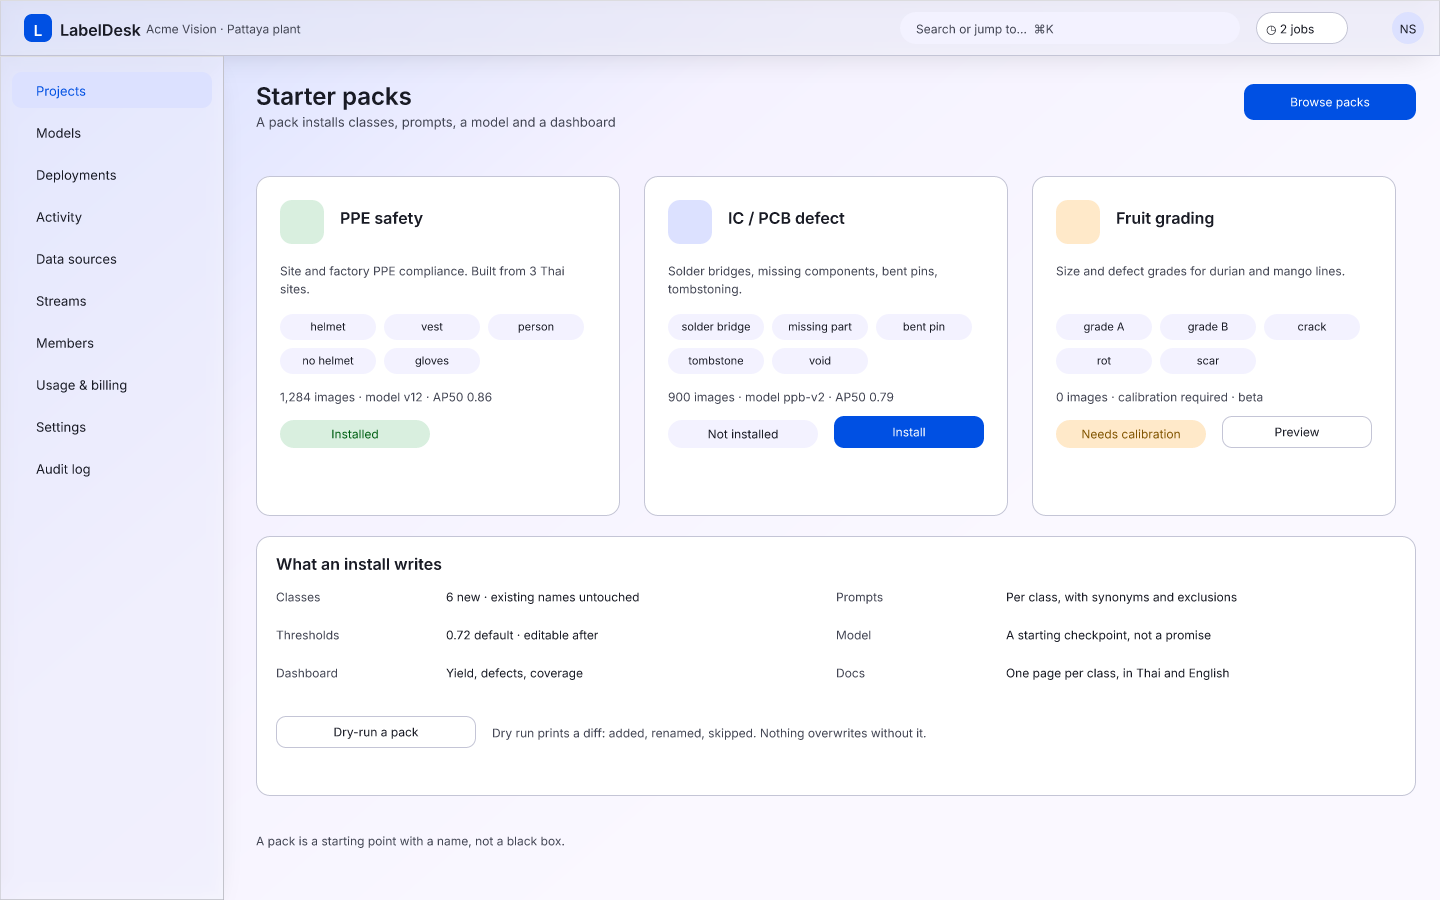 L LabelDesk Acme Vision · Pattaya plant Search or jump to... ⌘K ◷ 2 jobs NS
Projects
Models
Deployments
Activity
Data sources
Streams
Members
Usage & billing
Settings
Audit log
Starter packs
A pack installs classes, prompts, a model and a dashboard
Browse packs
PPE safety
Site and factory PPE compliance. Built from 3 Thai
sites.
helmet vest person
no helmet gloves
1,284 images · model v12 · AP50 0.86
Installed
IC / PCB defect
Solder bridges, missing components, bent pins,
tombstoning.
solder bridge missing part bent pin
tombstone void
900 images · model ppb-v2 · AP50 0.79
Not installed Install
Fruit grading
Size and defect grades for durian and mango lines.
grade A grade B crack
rot scar
0 images · calibration required · beta
Needs calibration Preview
What an install writes
Classes 6 new · existing names untouched Prompts Per class, with synonyms and exclusions
Thresholds 0.72 default · editable after Model A starting checkpoint, not a promise
Dashboard Yield, defects, coverage Docs One page per class, in Thai and English
Dry-run a pack Dry run prints a diff: added, renamed, skipped. Nothing overwrites without it.
A pack is a starting point with a name, not a black box.